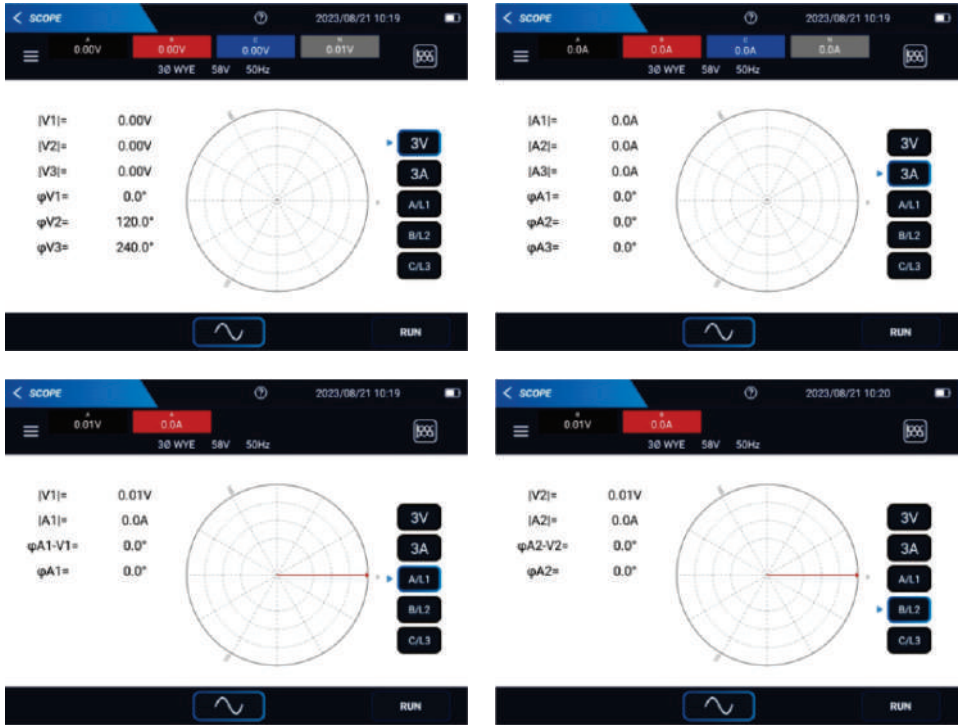 SCOPE 2023/08/21 10:19
A B C N
0.00V 0.00V 0.00V 0.01V
3Ø WYE 58V 50Hz
|V1|= 0.00V
|V2|= 0.00V
|V3|= 0.00V
φV1= 0.0°
φV2= 120.0°
φV3= 240.0°
3V
3A
A/L1
B/L2
C/L3
RUN
SCOPE 2023/08/21 10:19
A B C N
0.0A 0.0A 0.0A 0.0A
3Ø WYE 58V 50Hz
|A1|= 0.0A
|A2|= 0.0A
|A3|= 0.0A
φA1= 0.0°
φA2= 0.0°
φA3= 0.0°
3V
3A
A/L1
B/L2
C/L3
RUN
SCOPE 2023/08/21 10:19
A A
0.01V 0.0A
3Ø WYE 58V 50Hz
|V1|= 0.01V
|A1|= 0.0A
φA1-V1= 0.0°
φA1= 0.0°
3V
3A
A/L1
B/L2
C/L3
RUN
SCOPE 2023/08/21 10:20
0.01V 0.0A
3Ø WYE 58V 50Hz
|V2|= 0.01V
|A2|= 0.0A
φA2-V2= 0.0°
φA2= 0.0°
3V
3A
A/L1
B/L2
C/L3
RUN